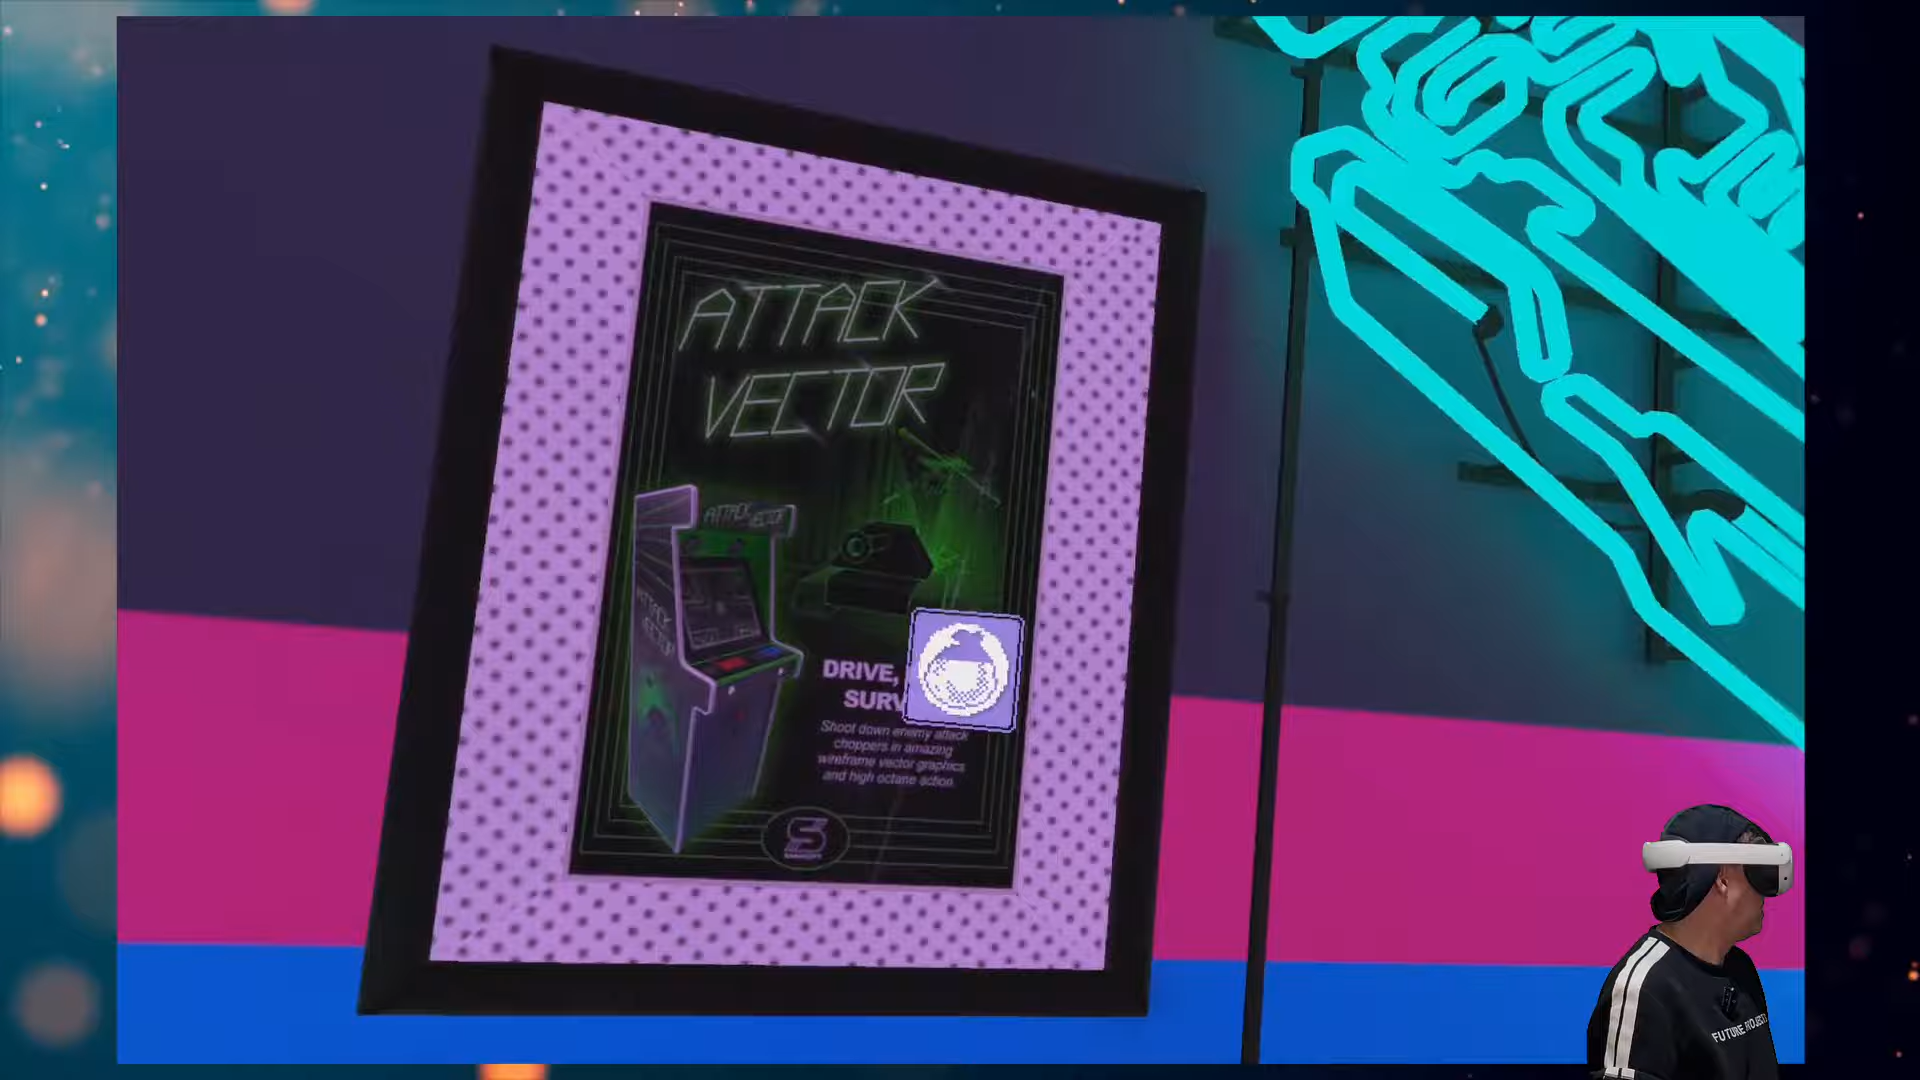 ATTACK
VECTOR
ATTACK VECTOR
ATTACK
VECTOR
DRIVE,
SURV
Shoot down enemy attack
choppers in amazing
wireframe vector graphics
and high octane action.
FUTURE